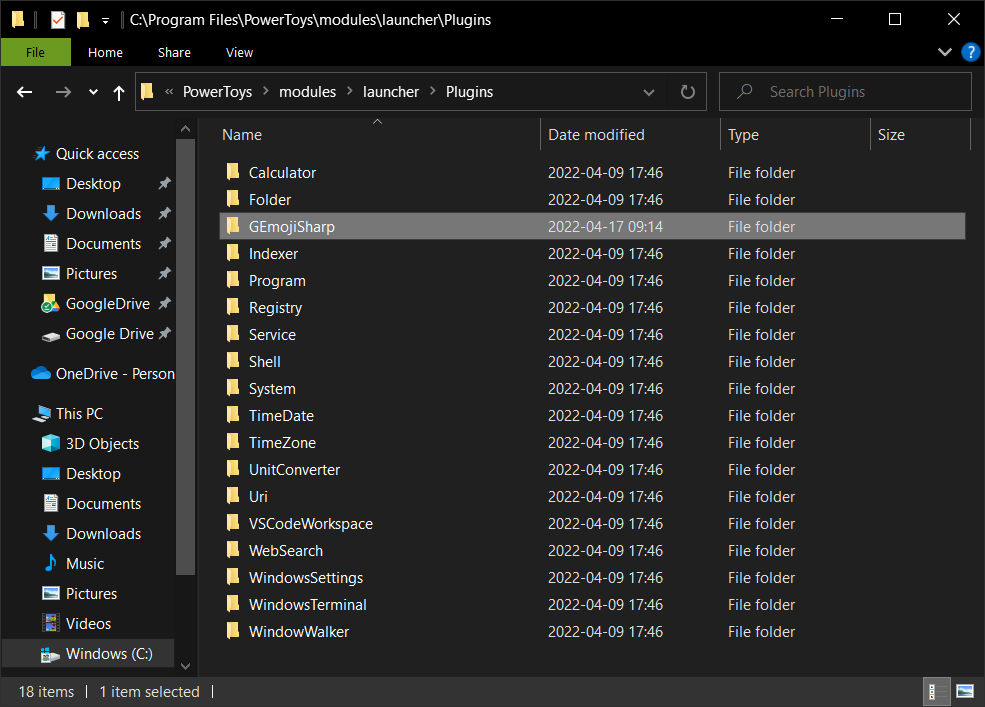 C:\Program Files\PowerToys\modules\launcher\Plugins
File Home Share View ?
« PowerToys > modules > launcher > Plugins Search Plugins
Name Date modified Type Size
Quick access
Desktop
Downloads
Documents
Pictures
GoogleDrive
Google Drive
OneDrive - Person
This PC
3D Objects
Desktop
Documents
Downloads
Music
Pictures
Videos
Windows (C:)
Calculator 2022-04-09 17:46 File folder
Folder 2022-04-09 17:46 File folder
GEmojiSharp 2022-04-17 09:14 File folder
Indexer 2022-04-09 17:46 File folder
Program 2022-04-09 17:46 File folder
Registry 2022-04-09 17:46 File folder
Service 2022-04-09 17:46 File folder
Shell 2022-04-09 17:46 File folder
System 2022-04-09 17:46 File folder
TimeDate 2022-04-09 17:46 File folder
TimeZone 2022-04-09 17:46 File folder
UnitConverter 2022-04-09 17:46 File folder
Uri 2022-04-09 17:46 File folder
VSCodeWorkspace 2022-04-09 17:46 File folder
WebSearch 2022-04-09 17:46 File folder
WindowsSettings 2022-04-09 17:46 File folder
WindowsTerminal 2022-04-09 17:46 File folder
WindowWalker 2022-04-09 17:46 File folder
18 items | 1 item selected |